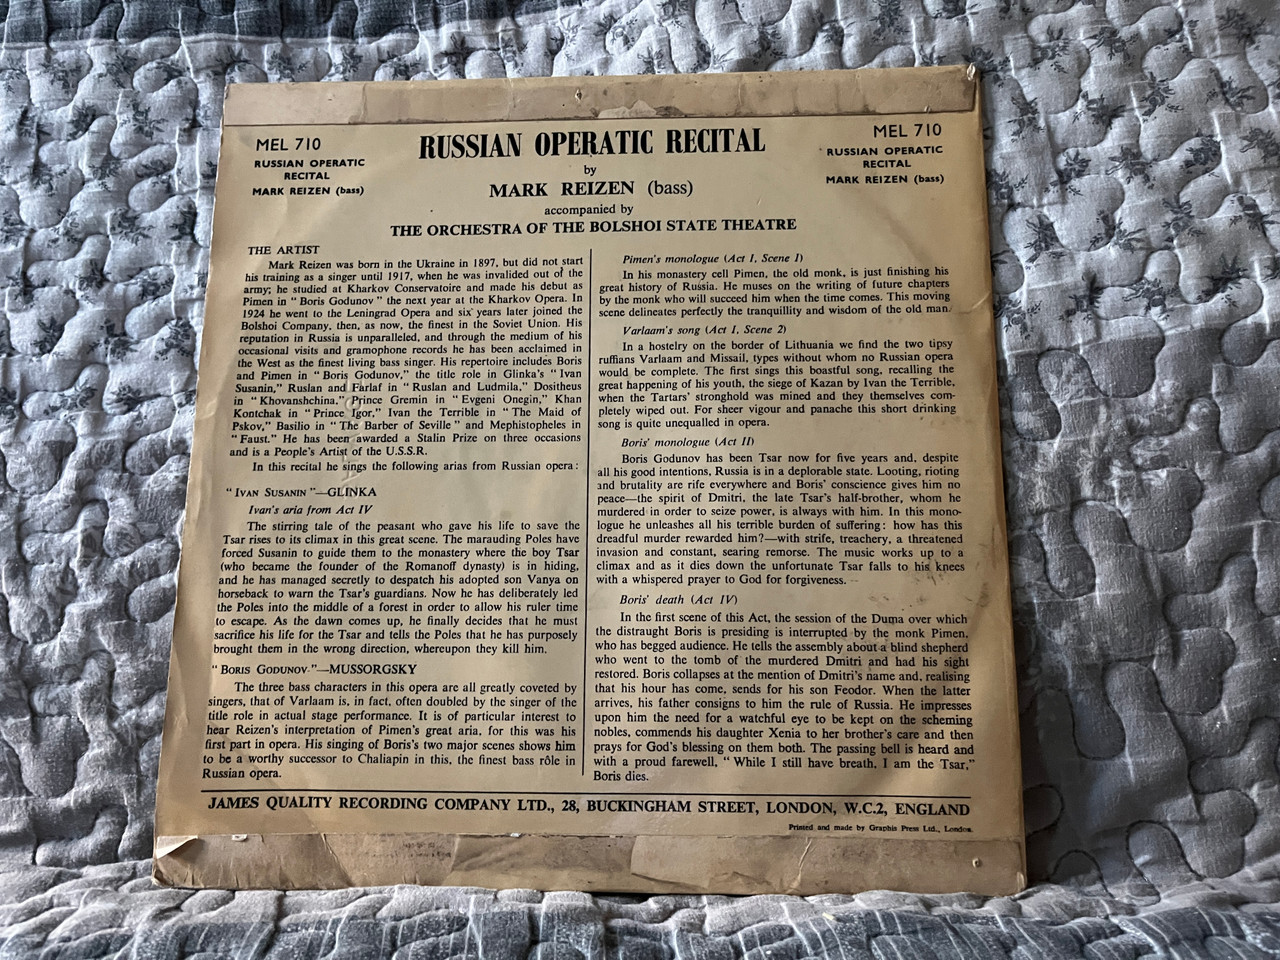 MEL 710
RUSSIAN OPERATIC
RECITAL
MARK REIZEN (bass)
RUSSIAN OPERATIC RECITAL
by
MARK REIZEN (bass)
accompanied by
THE ORCHESTRA OF THE BOLSHOI STATE THEATRE
MEL 710
RUSSIAN OPERATIC
RECITAL
MARK REIZEN (bass)
THE ARTIST
Mark Reizen was born in the Ukraine in 1897, but did not start
his training as a singer until 1917, when he was invalided out of the
army; he studied at Kharkov Conservatoire and made his debut as
Pimen in “ Boris Godunov ” the next year at the Kharkov Opera. In
1924 he went to the Leningrad Opera and six years later joined the
Bolshoi Company, then, as now, the finest in the Soviet Union. His
reputation in Russia is unparalleled, and through the medium of his
occasional visits and gramophone records he has been acclaimed in
the West as the finest living bass singer. His repertoire includes Boris
and Pimen in “ Boris Godunov,” the title role in Glinka's “ Ivan
Susanin,” Ruslan and Farlaf in “ Ruslan and Ludmila,” Dositheus
in “ Khovanshchina,” Prince Gremin in “ Evgeni Onegin,” Khan
Kontchak in “ Prince Igor,” Ivan the Terrible in “ The Maid of
Pskov,” Basilio in “ The Barber of Seville ” and Mephistopheles in
“ Faust.” He has been awarded a Stalin Prize on three occasions
and is a People's Artist of the U.S.S.R.
In this recital he sings the following arias from Russian opera:
“ IVAN SUSANIN ”—GLINKA
Ivan's aria from Act IV
The stirring tale of the peasant who gave his life to save the
Tsar rises to its climax in this great scene. The marauding Poles have
forced Susanin to guide them to the monastery where the boy Tsar
(who became the founder of the Romanoff dynasty) is in hiding,
and he has managed secretly to despatch his adopted son Vanya on
horseback to warn the Tsar's guardians. Now he has deliberately led
the Poles into the middle of a forest in order to allow his ruler time
to escape. As the dawn comes up, he finally decides that he must
sacrifice his life for the Tsar and tells the Poles that he has purposely
brought them in the wrong direction, whereupon they kill him.
“ BORIS GODUNOV ”—MUSSORGSKY
The three bass characters in this opera are all greatly coveted by
singers, that of Varlaam is, in fact, often doubled by the singer of the
title role in actual stage performance. It is of particular interest to
hear Reizen's interpretation of Pimen's great aria, for this was his
first part in opera. His singing of Boris's two major scenes shows him
to be a worthy successor to Chaliapin in this, the finest bass rôle in
Russian opera.
Pimen's monologue (Act I, Scene 1)
In his monastery cell Pimen, the old monk, is just finishing his
great history of Russia. He muses on the writing of future chapters
by the monk who will succeed him when the time comes. This moving
scene delineates perfectly the tranquillity and wisdom of the old man.
Varlaam's song (Act I, Scene 2)
In a hostelry on the border of Lithuania we find the two tipsy
ruffians Varlaam and Missail, types without whom no Russian opera
would be complete. The first sings this boastful song, recalling the
great happening of his youth, the siege of Kazan by Ivan the Terrible,
when the Tartars' stronghold was mined and they themselves com-
pletely wiped out. For sheer vigour and panache this short drinking
song is quite unequalled in opera.
Boris' monologue (Act II)
Boris Godunov has been Tsar now for five years and, despite
all his good intentions, Russia is in a deplorable state. Looting, rioting
and brutality are rife everywhere and Boris' conscience gives him no
peace—the spirit of Dmitri, the late Tsar's half-brother, whom he
murdered in order to seize power, is always with him. In this mono-
logue he unleashes all his terrible burden of suffering: how has this
dreadful murder rewarded him?—with strife, treachery, a threatened
invasion and constant, searing remorse. The music works up to a
climax and as it dies down the unfortunate Tsar falls to his knees
with a whispered prayer to God for forgiveness.
Boris' death (Act IV)
In the first scene of this Act, the session of the Duma over which
the distraught Boris is presiding is interrupted by the monk Pimen,
who has begged audience. He tells the assembly about a blind shepherd
who went to the tomb of the murdered Dmitri and had his sight
restored. Boris collapses at the mention of Dmitri's name and, realising
that his hour has come, sends for his son Feodor. When the latter
arrives, his father consigns to him the rule of Russia. He impresses
upon him the need for a watchful eye to be kept on the scheming
nobles, commends his daughter Xenia to her brother's care and then
prays for God's blessing on them both. The passing bell is heard and
with a proud farewell, “ While I still have breath, I am the Tsar,”
Boris dies.
JAMES QUALITY RECORDING COMPANY LTD., 28, BUCKINGHAM STREET, LONDON, W.C.2, ENGLAND
Printed and made by Graphis Press Ltd., London.